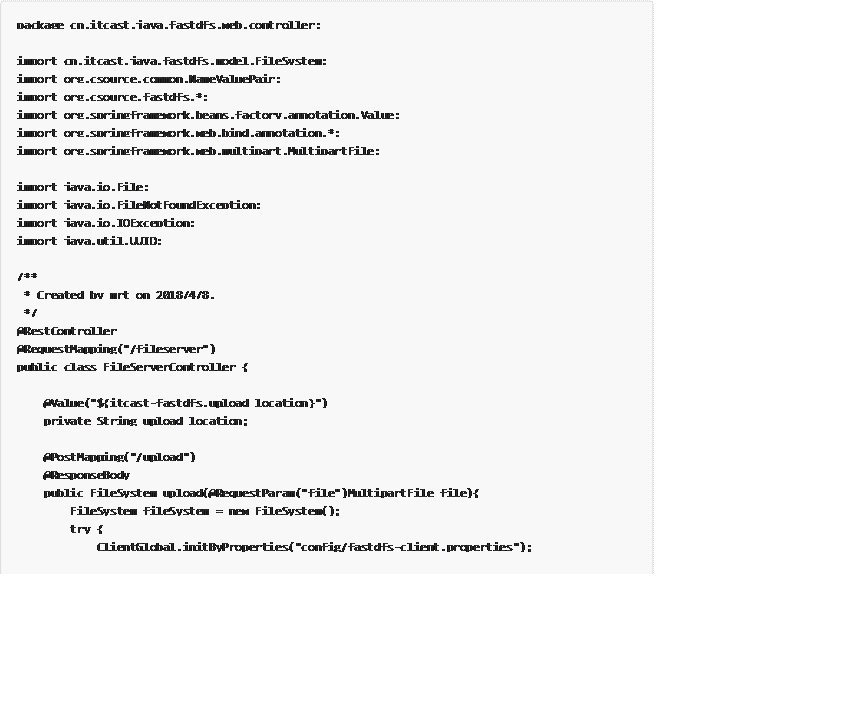 package cn.itcast.java.fastdfs.web.controller;
import cn.itcast.java.fastdfs.model.FileSystem;
import org.csource.common.NameValuePair;
import org.csource.fastdfs.*;
import org.springframework.beans.factory.annotation.Value;
import org.springframework.web.bind.annotation.*;
import org.springframework.web.multipart.MultipartFile;
import java.io.File;
import java.io.FileNotFoundException;
import java.io.IOException;
import java.util.UUID;
/**
* Created by mrt on 2018/4/8.
*/
@RestController
@RequestMapping("/fileserver")
public class FileServerController {
@Value("${itcast-fastdfs.upload_location}")
private String upload_location;
@PostMapping("/upload")
@ResponseBody
public FileSystem upload(@RequestParam("file")MultipartFile file){
FileSystem fileSystem = new FileSystem();
try {
ClientGlobal.initByProperties("config/fastdfs-client.properties");